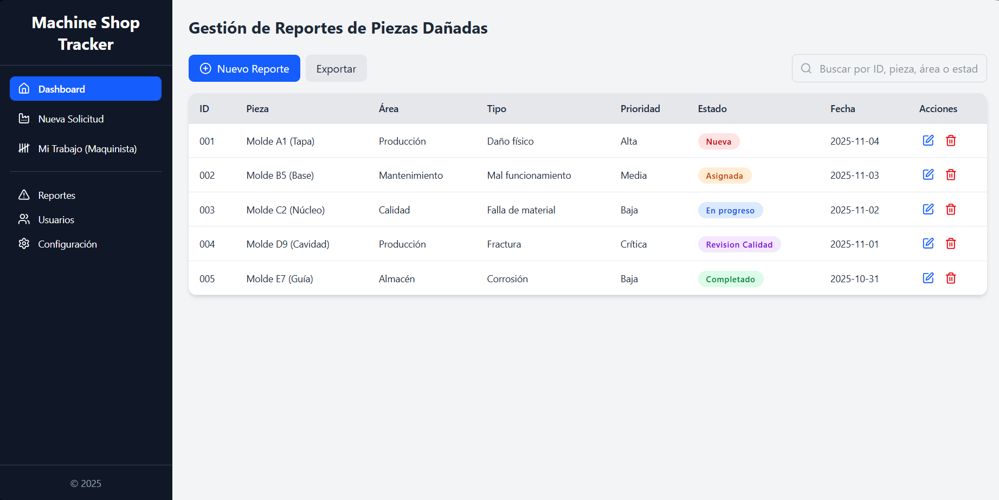 Machine Shop
Tracker
Dashboard
Nueva Solicitud
Mi Trabajo (Maquinista)
Reportes
Usuarios
Configuración
© 2025
Gestión de Reportes de Piezas Dañadas
Nuevo Reporte
Exportar
Buscar por ID, pieza, área o estad
ID Pieza Área Tipo Prioridad Estado Fecha Acciones
001 Molde A1 (Tapa) Producción Daño físico Alta Nueva 2025-11-04
002 Molde B5 (Base) Mantenimiento Mal funcionamiento Media Asignada 2025-11-03
003 Molde C2 (Núcleo) Calidad Falla de material Baja En progreso 2025-11-02
004 Molde D9 (Cavidad) Producción Fractura Crítica Revision Calidad 2025-11-01
005 Molde E7 (Guía) Almacén Corrosión Baja Completado 2025-10-31